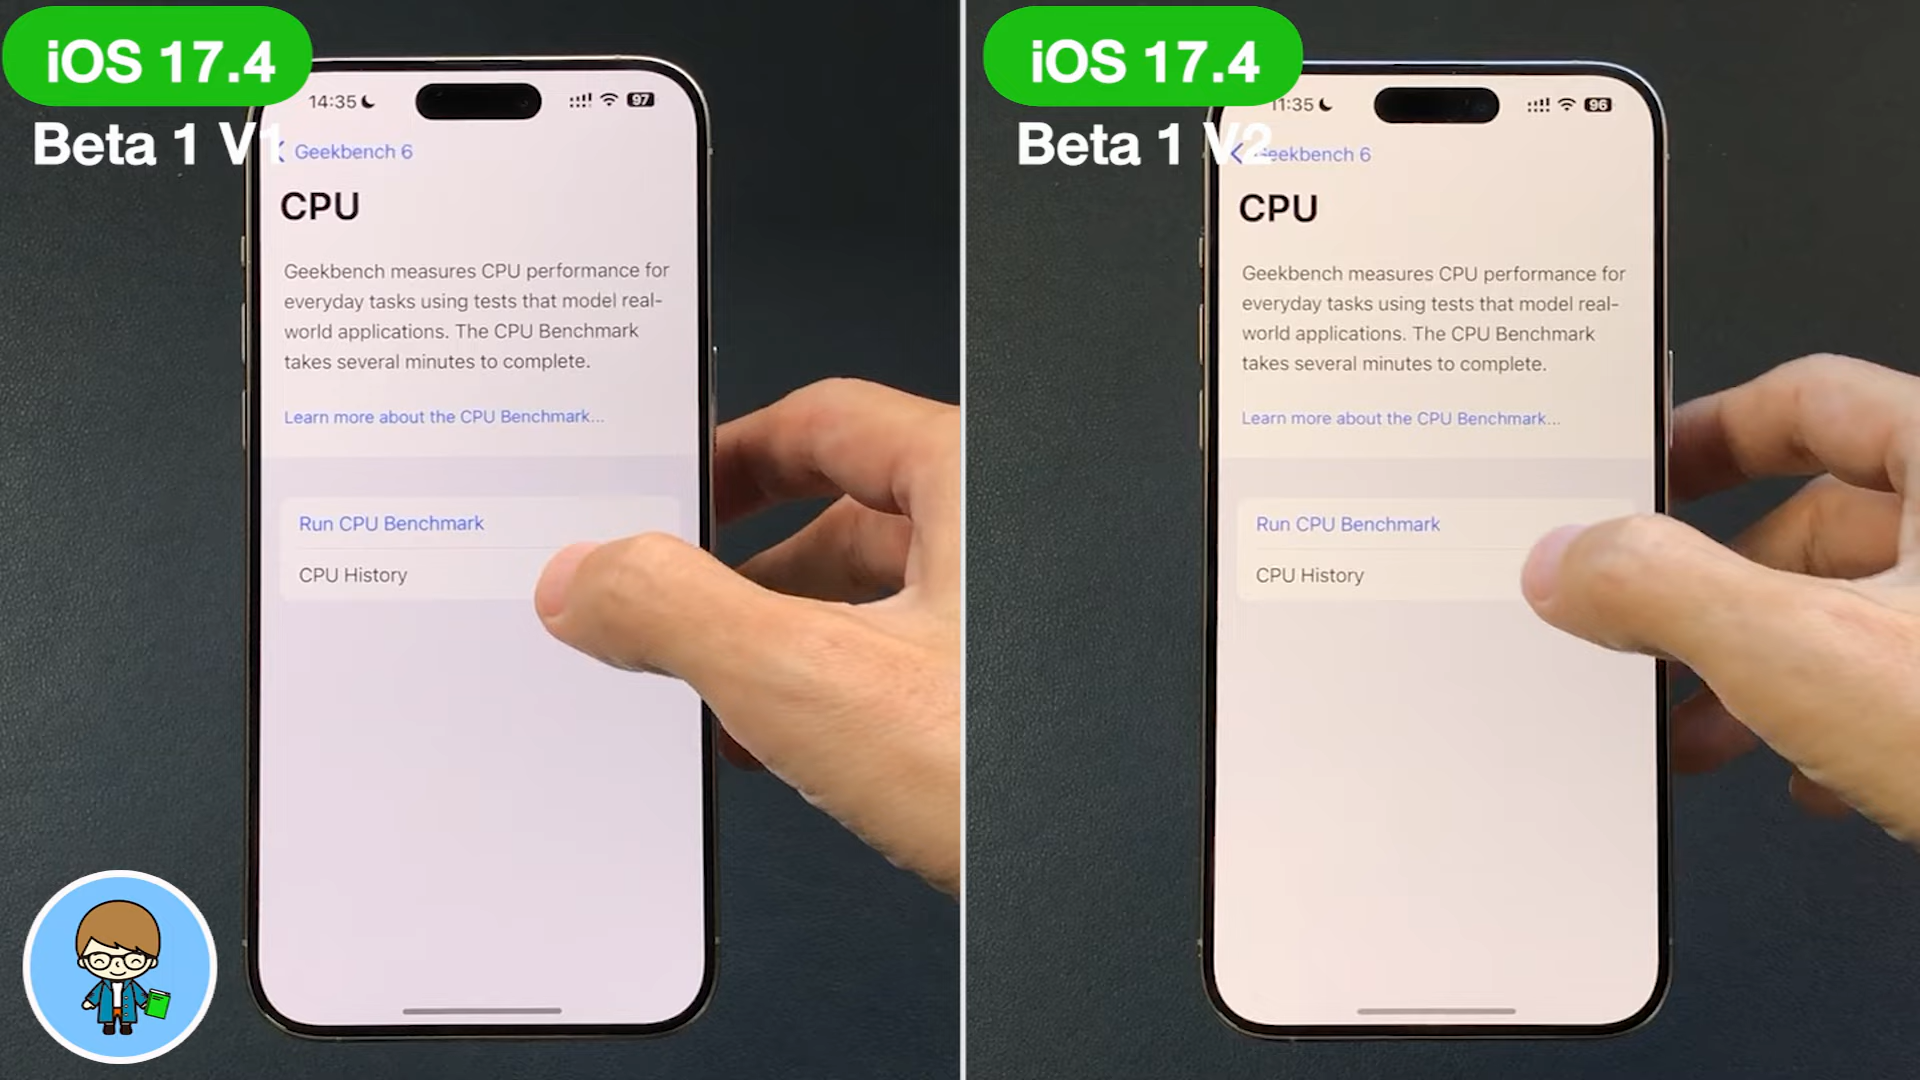 iOS 17.4
Beta 1 V1
14:35
97
Geekbench 6
CPU
Geekbench measures CPU performance for
everyday tasks using tests that model real-
world applications. The CPU Benchmark
takes several minutes to complete.
Learn more about the CPU Benchmark...
Run CPU Benchmark
CPU History
iOS 17.4
Beta 1 V2
11:35
96
Geekbench 6
CPU
Geekbench measures CPU performance for
everyday tasks using tests that model real-
world applications. The CPU Benchmark
takes several minutes to complete.
Learn more about the CPU Benchmark...
Run CPU Benchmark
CPU History